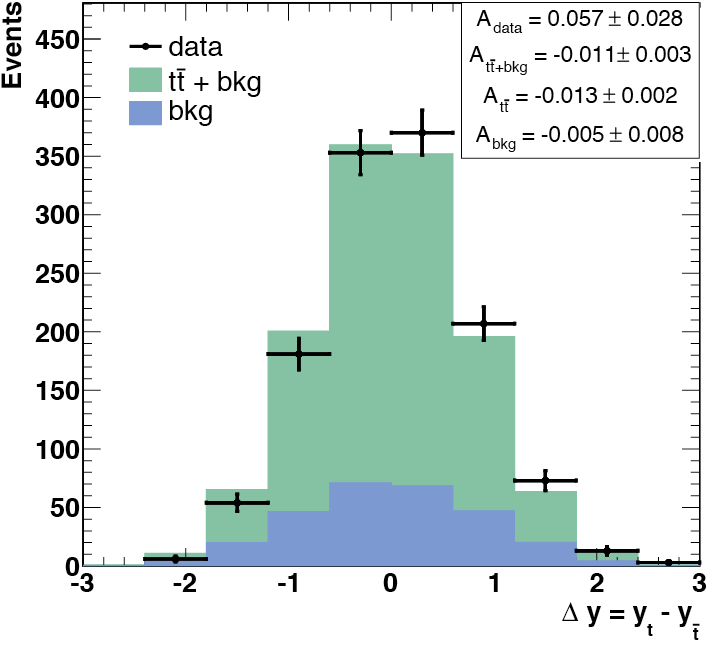 Events
450
400
350
300
250
200
150
100
50
0
data
tt̄ + bkg
bkg
A_data = 0.057 ± 0.028
A_tt̄+bkg = -0.011± 0.003
A_tt̄ = -0.013 ± 0.002
A_bkg = -0.005 ± 0.008
-3 -2 -1 0 1 2 3
Δ y = y_t - y_t̄